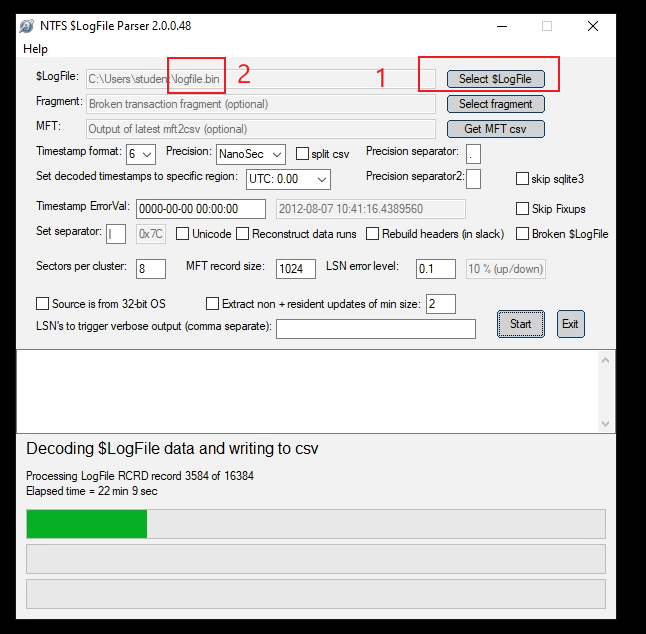 NTFS $LogFile Parser 2.0.0.48
Help
$LogFile: C:\Users\student\logfile.bin 2 1 Select $LogFile
Fragment: Broken transaction fragment (optional) Select fragment
MFT: Output of latest mft2csv (optional) Get MFT csv
Timestamp format: 6 Precision: NanoSec split csv Precision separator: .
Set decoded timestamps to specific region: UTC: 0.00 Precision separator2: skip sqlite3
Timestamp ErrorVal: 0000-00-00 00:00:00 2012-08-07 10:41:16.4389560 Skip Fixups
Set separator: | 0x7C Unicode Reconstruct data runs Rebuild headers (in slack) Broken $LogFile
Sectors per cluster: 8 MFT record size: 1024 LSN error level: 0.1 10 % (up/down)
Source is from 32-bit OS Extract non + resident updates of min size: 2
LSN's to trigger verbose output (comma separate): Start Exit
Decoding $LogFile data and writing to csv
Processing LogFile RCRD record 3584 of 16384
Elapsed time = 22 min 9 sec